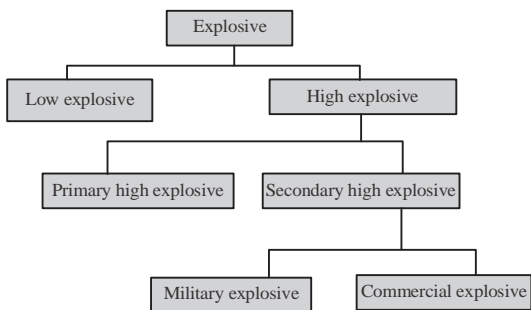 Explosive
Low explosive
High explosive
Primary high explosive
Secondary high explosive
Military explosive
Commercial explosive